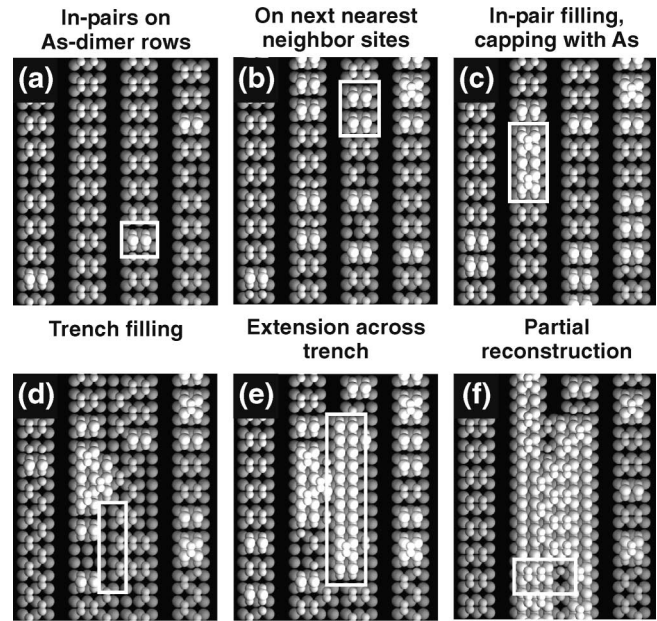 In-pairs on
As-dimer rows
On next nearest
neighbor sites
In-pair filling,
capping with As
(a)
(b)
(c)
Trench filling
Extension across
trench
Partial
reconstruction
(d)
(e)
(f)